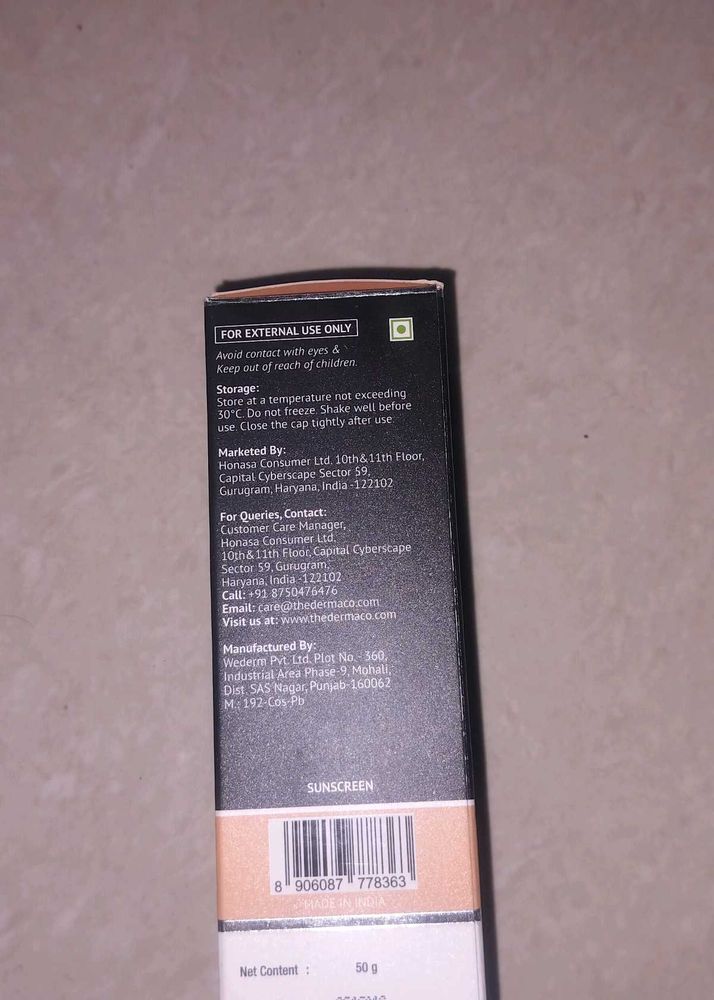 FOR EXTERNAL USE ONLY
Avoid contact with eyes &
Keep out of reach of children.
Storage:
Store at a temperature not exceeding
30°C. Do not freeze. Shake well before
use. Close the cap tightly after use.
Marketed By:
Honasa Consumer Ltd. 10th&11th Floor,
Capital Cyberscape Sector 59,
Gurugram, Haryana, India -122102
For Queries, Contact:
Customer Care Manager,
Honasa Consumer Ltd.
10th&11th Floor, Capital Cyberscape
Sector 59, Gurugram,
Haryana, India -122102
Call: +91 8750476476
Email: care@thedermaco.com
Visit us at: www.thedermaco.com
Manufactured By:
Wederm Pvt. Ltd. Plot No. - 360,
Industrial Area Phase-9, Mohali,
Dist. SAS Nagar, Punjab-160062
M.: 192-Cos-Pb
SUNSCREEN
8 906087 778363
MADE IN INDIA
Net Content : 50 g